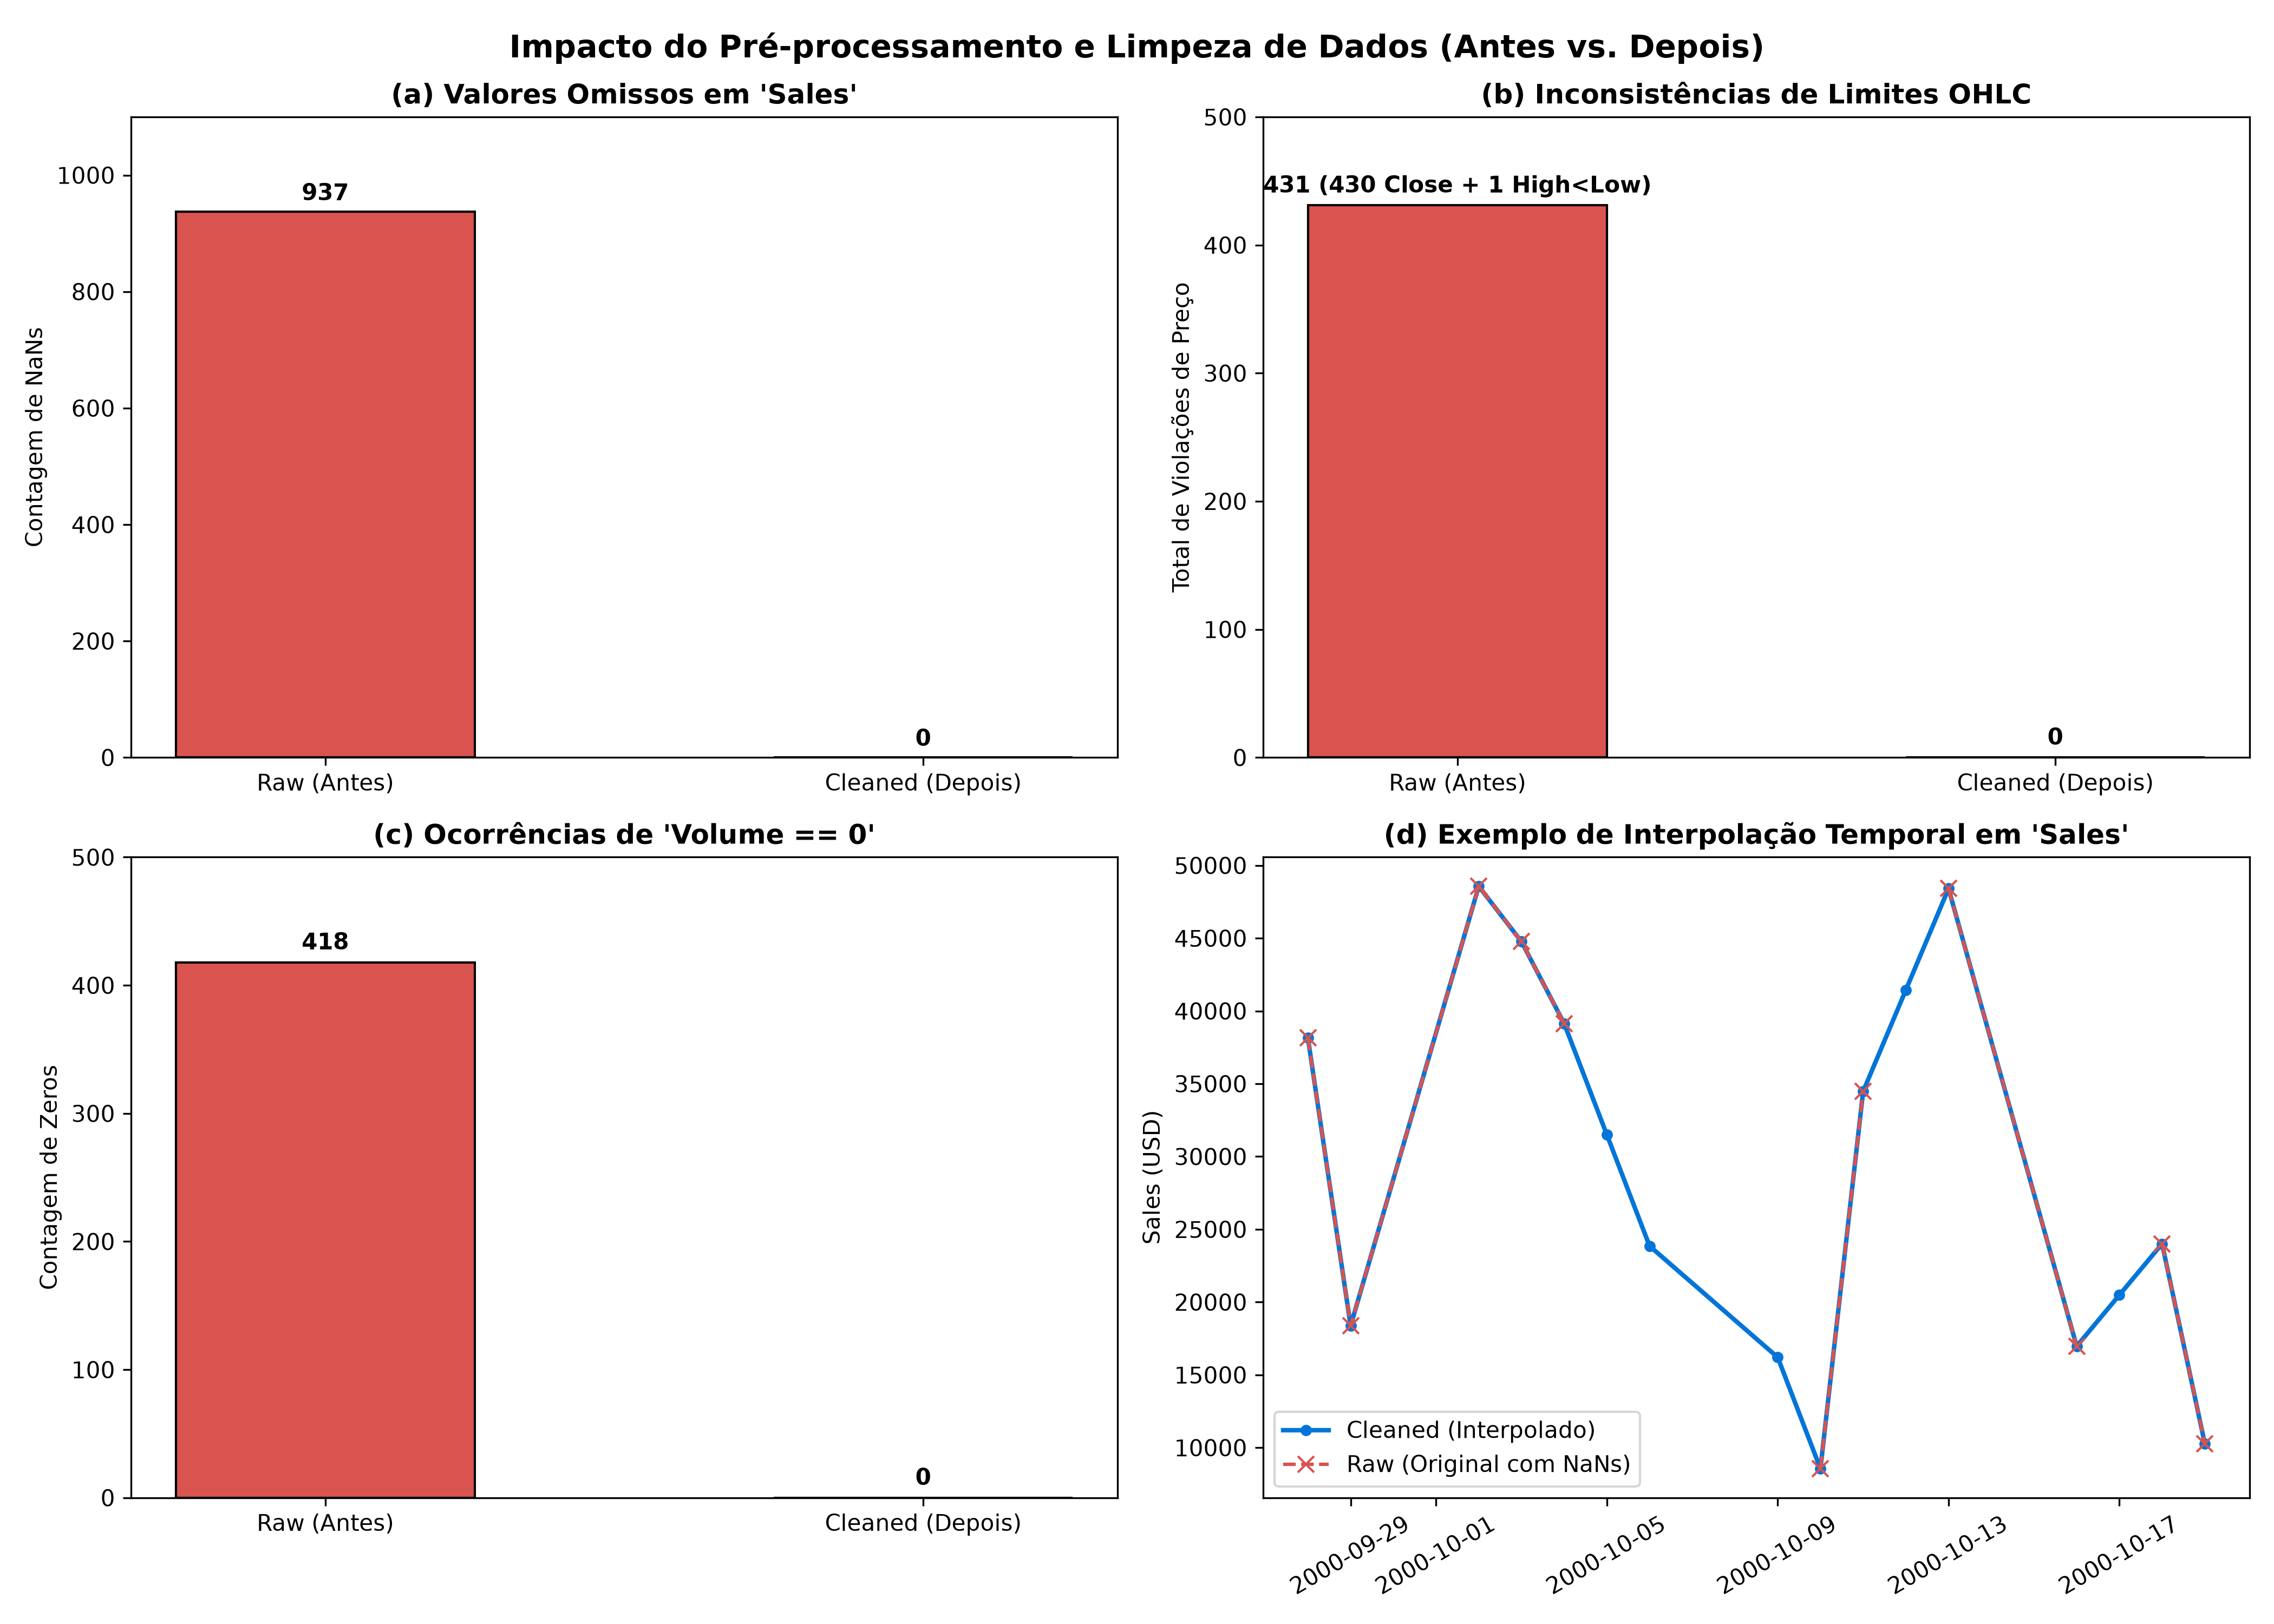 Impacto do Pré-processamento e Limpeza de Dados (Antes vs. Depois)
(a) Valores Omissos em 'Sales'
Contagem de NaNs
1000
800
600
400
200
0
937
0
Raw (Antes)
Cleaned (Depois)
(b) Inconsistências de Limites OHLC
Total de Violações de Preço
500
400
300
200
100
0
431 (430 Close + 1 High<Low)
0
Raw (Antes)
Cleaned (Depois)
(c) Ocorrências de 'Volume == 0'
Contagem de Zeros
500
400
300
200
100
0
418
0
Raw (Antes)
Cleaned (Depois)
(d) Exemplo de Interpolação Temporal em 'Sales'
Sales (USD)
50000
45000
40000
35000
30000
25000
20000
15000
10000
Cleaned (Interpolado)
Raw (Original com NaNs)
2000-09-29
2000-10-01
2000-10-05
2000-10-09
2000-10-13
2000-10-17